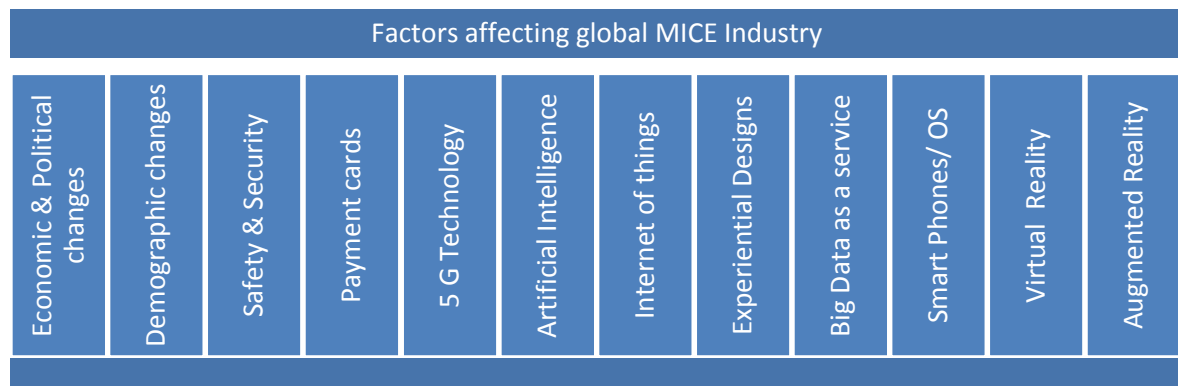 Factors affecting global MICE Industry
Economic & Political
changes
Demographic changes
Safety & Security
Payment cards
5 G Technology
Artificial Intelligence
Internet of things
Experiential Designs
Big Data as a service
Smart Phones/ OS
Virtual Reality
Augmented Reality